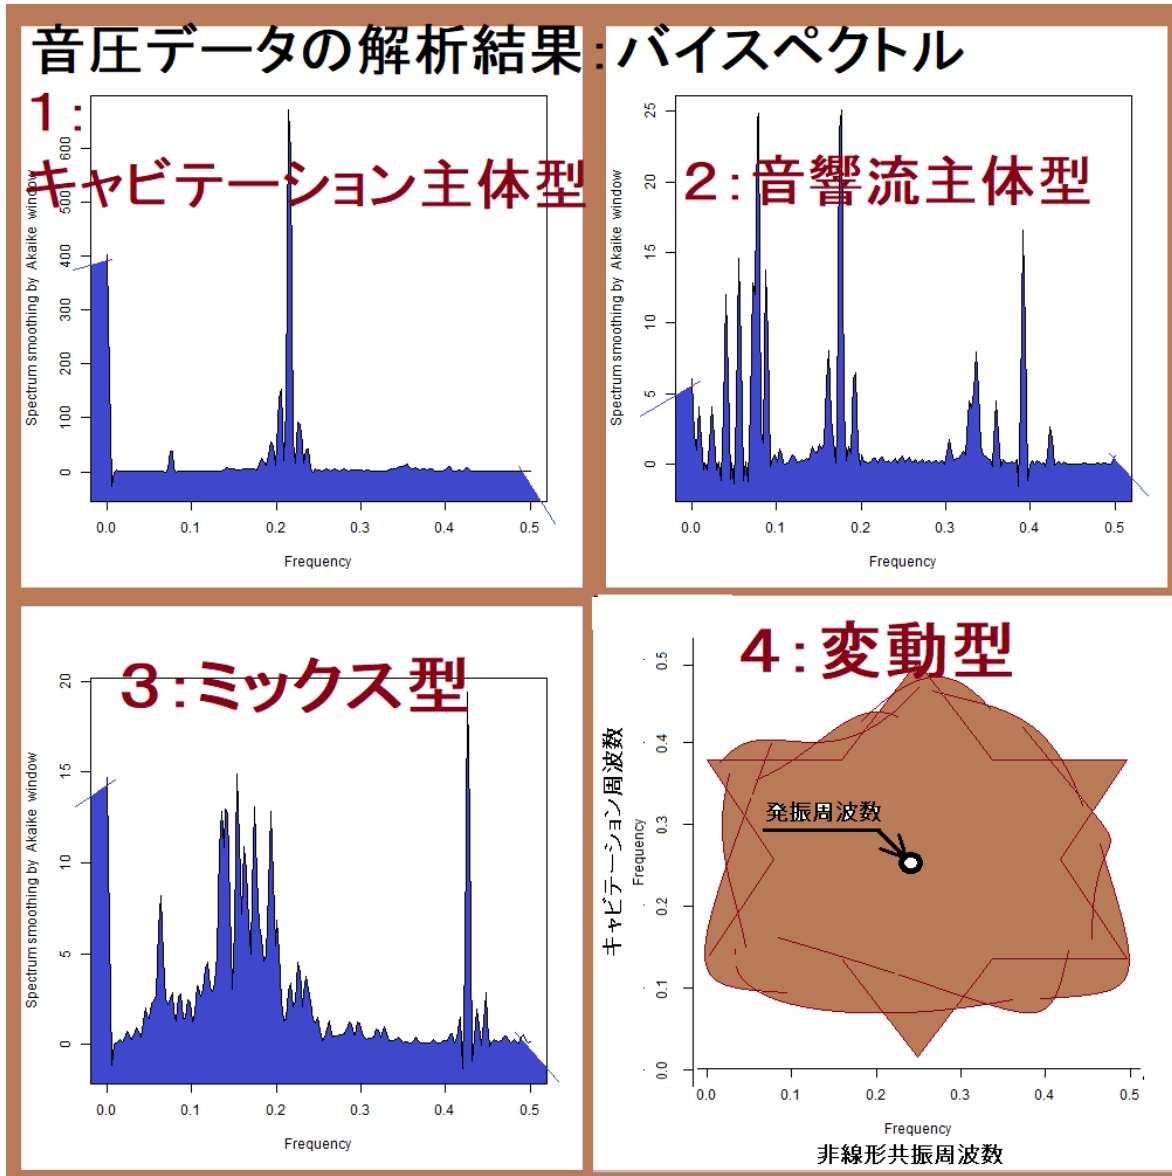 音圧データの解析結果:バイスペクトル
1:
キャビテーション主体型
Spectrum smoothing by Akaike window
600
500
400
300
200
100
0
0.0 0.1 0.2 0.3 0.4 0.5
Frequency
2:音響流主体型
Spectrum smoothing by Akaike window
25
20
15
10
5
0
0.0 0.1 0.2 0.3 0.4 0.5
Frequency
3:ミックス型
Spectrum smoothing by Akaike window
20
15
10
5
0
0.0 0.1 0.2 0.3 0.4 0.5
Frequency
4:変動型
キャビテーション周波数
Frequency
0.5
0.4
0.3
0.2
0.1
0.0
発振周波数
0.0 0.1 0.2 0.3 0.4 0.5
Frequency
非線形共振周波数